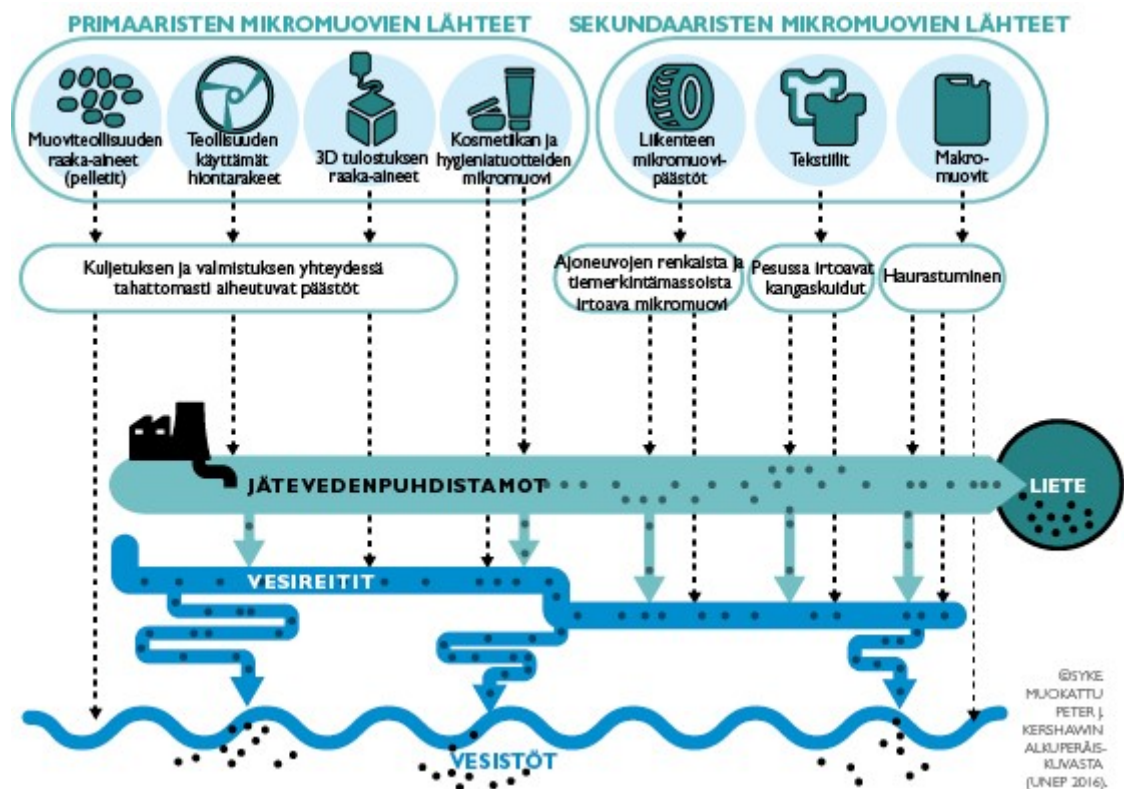 PRIMAARISTEN MIKROMUOVIEN LÄHTEET
SEKUNDAARISTEN MIKROMUOVIEN LÄHTEET
Muoviteollisuuden
raaka-aineet
(pelletit)
Teollisuuden
käyttämät
hiontarakeet
3D tulostuksen
raaka-aineet
Kosmetiikan ja
hygieniatuotteiden
mikromuovi
Liikenteen
mikromuovi-
päästöt
Tekstiilit
Makro-
muovit
Kuljetuksen ja valmistuksen yhteydessä
tahattomasti aiheutuvat päästöt
Ajoneuvojen renkaista ja
tiemerkintämassoista
irtoava mikromuovi
Pesussa irtoavat
kangaskuidut
Haurastuminen
JÄTEVEDENPUHDISTAMOT
LIETE
VESIREITIT
VESISTÖT
©SYKE
MUOKATTU
PETER J.
KERSHAWIN
ALKUPERÄIS-
KUVASTA
(UNEP 2016).